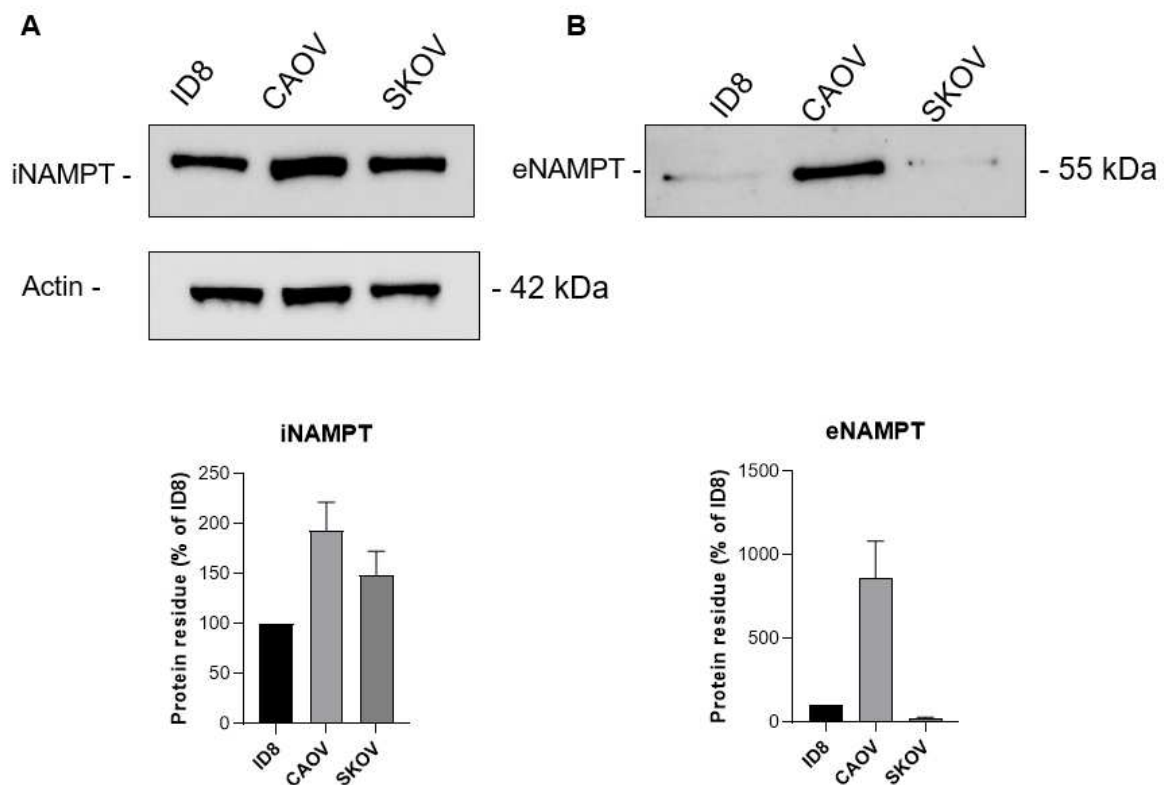 A
B
ID8
CAOV
SKOV
ID8
CAOV
SKOV
iNAMPT -
eNAMPT -
- 55 kDa
Actin -
- 42 kDa
iNAMPT
Protein residue (% of ID8)
250
200
150
100
50
0
ID8
CAOV
SKOV
eNAMPT
Protein residue (% of ID8)
1500
1000
500
0
ID8
CAOV
SKOV